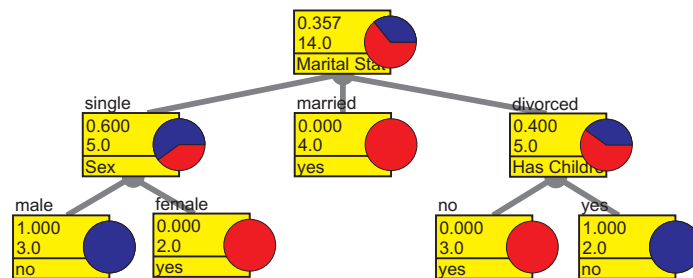 0.357
14.0
Marital Stat
single
married
divorced
0.600
5.0
Sex
0.000
4.0
yes
0.400
5.0
Has Childre
male
female
no
yes
1.000
3.0
no
0.000
2.0
yes
0.000
3.0
yes
1.000
2.0
no